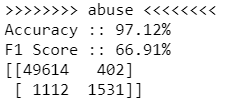 >>>>>>>> abuse <<<<<<<<
Accuracy :: 97.12%
F1 Score :: 66.91%
[[49614   402]
 [ 1112  1531]]